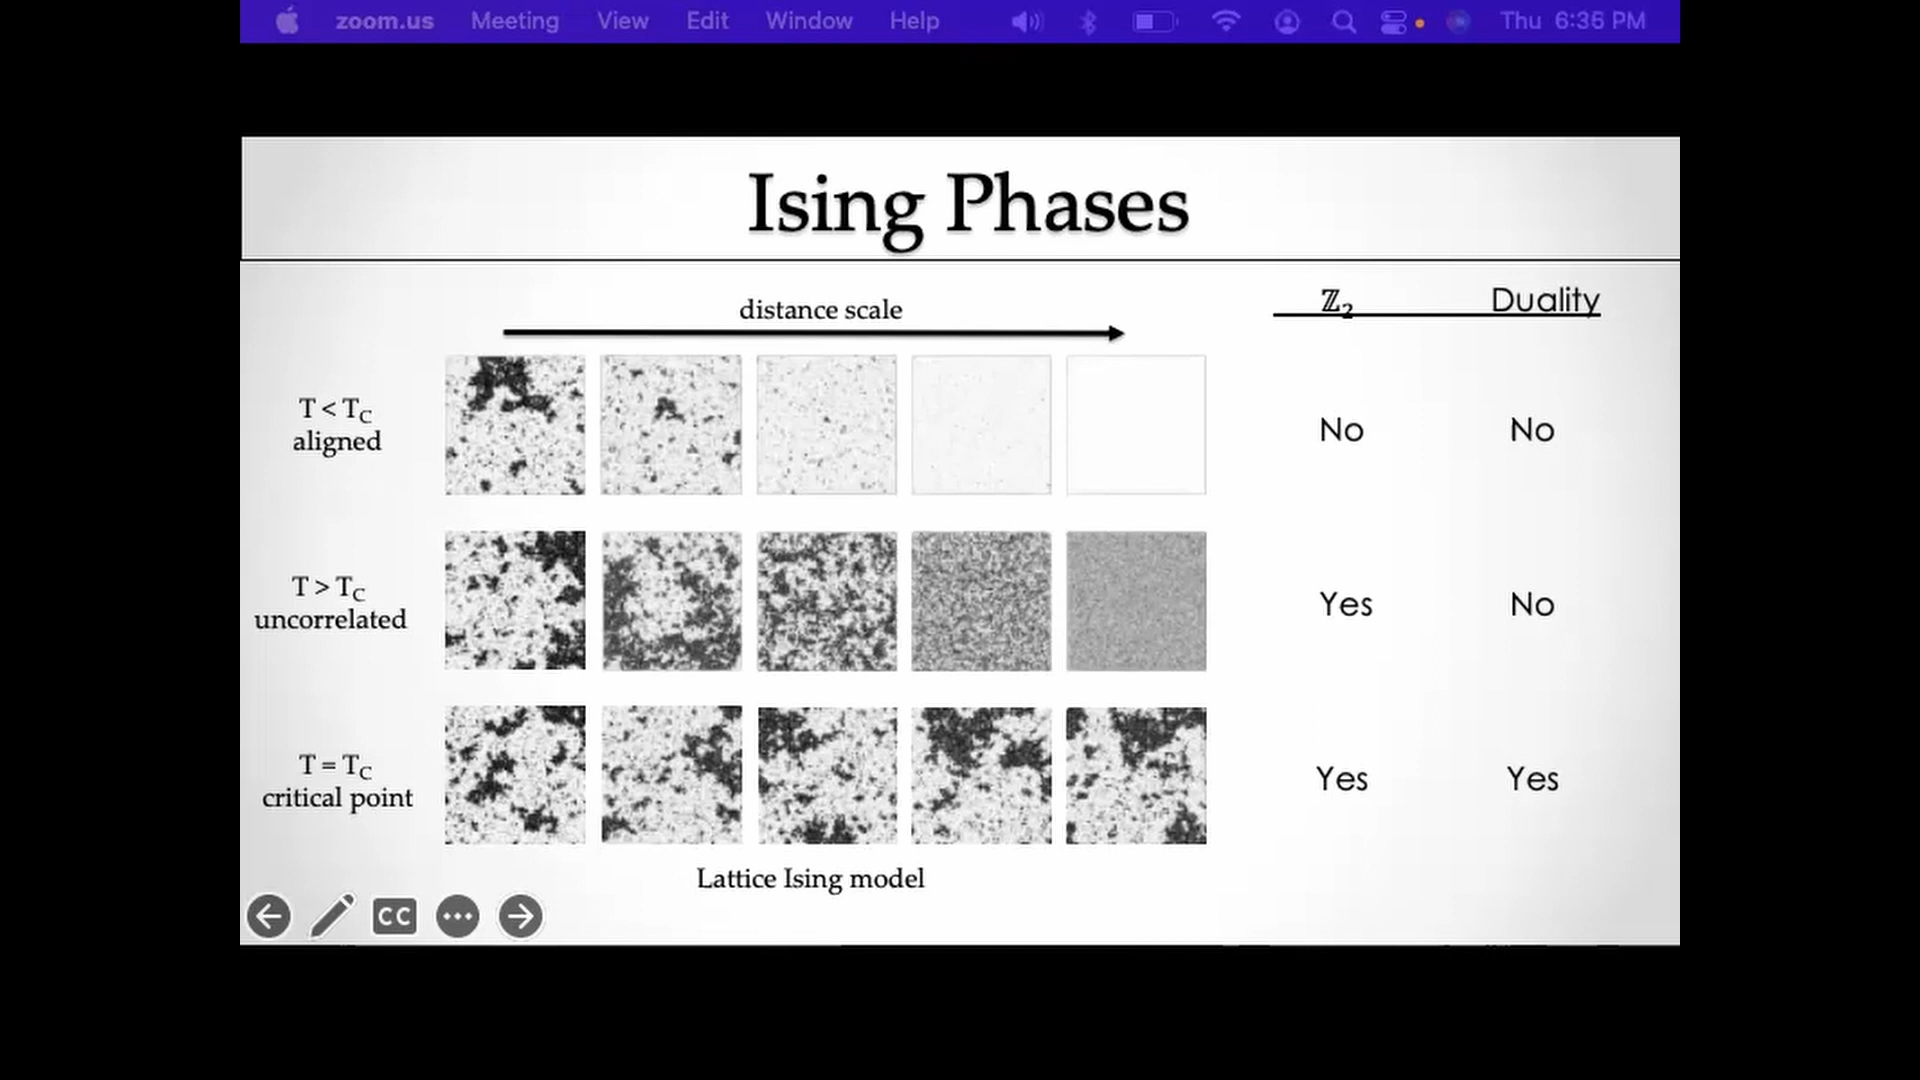 zoom.us Meeting View Edit Window Help Thu 6:35 PM
Ising Phases
distance scale
ℤ₂ Duality
T < T_C
aligned
No No
T > T_C
uncorrelated
Yes No
T = T_C
critical point
Yes Yes
Lattice Ising model
CC